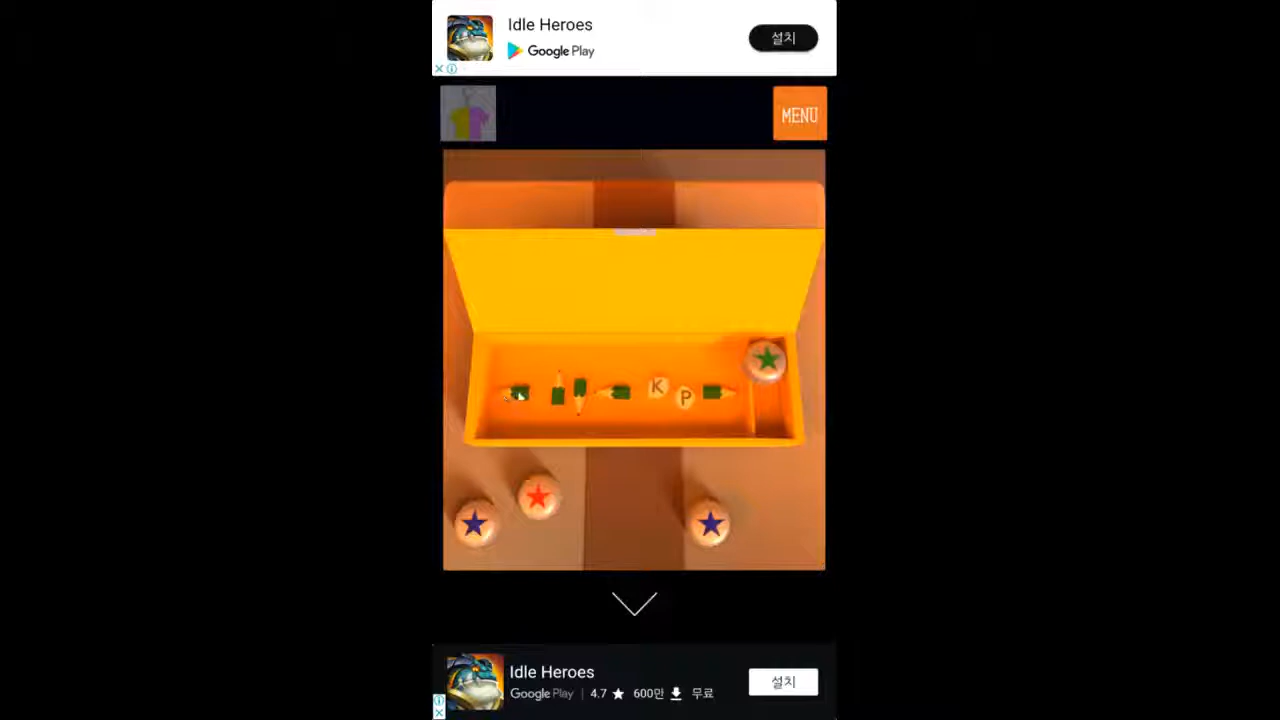 Idle Heroes
Google Play
설치
MENU
K
P
Idle Heroes
Google Play 4.7 ★ 600만 무료
설치